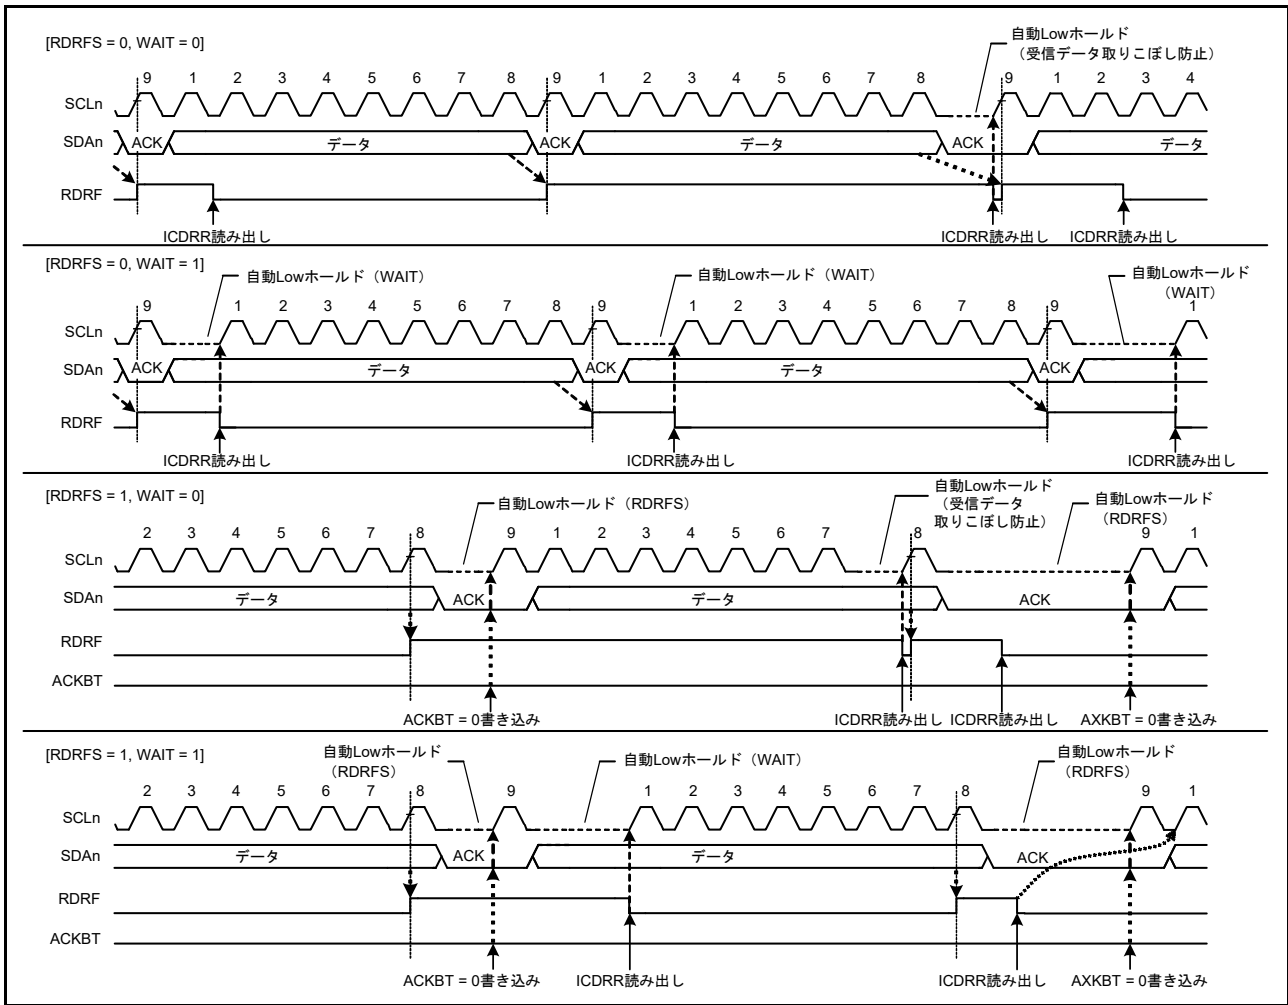 [RDRFS = 0, WAIT = 0]
自動Lowホールド
（受信データ取りこぼし防止）
9 1 2 3 4 5 6 7 8 9 1 2 3 4 5 6 7 8 9 1 2 3 4
SCLn
SDAn ACK データ ACK データ ACK データ
RDRF
ICDRR読み出し ICDRR読み出し ICDRR読み出し
[RDRFS = 0, WAIT = 1]
自動Lowホールド（WAIT） 自動Lowホールド（WAIT） 自動Lowホールド
（WAIT）
9 1 2 3 4 5 6 7 8 9 1 2 3 4 5 6 7 8 9 1
SCLn
SDAn ACK データ ACK データ ACK
RDRF
ICDRR読み出し ICDRR読み出し ICDRR読み出し
[RDRFS = 1, WAIT = 0]
自動Lowホールド（RDRFS）
自動Lowホールド
（受信データ
取りこぼし防止）
自動Lowホールド
（RDRFS）
2 3 4 5 6 7 8 9 1 2 3 4 5 6 7 8 9 1
SCLn
SDAn データ ACK データ ACK
RDRF
ACKBT
ACKBT = 0書き込み ICDRR読み出し ICDRR読み出し AXKBT = 0書き込み
[RDRFS = 1, WAIT = 1]
自動Lowホールド
（RDRFS）
自動Lowホールド（WAIT）
自動Lowホールド
（RDRFS）
2 3 4 5 6 7 8 9 1 2 3 4 5 6 7 8 9 1
SCLn
SDAn データ ACK データ ACK
RDRF
ACKBT
ACKBT = 0書き込み ICDRR読み出し ICDRR読み出し AXKBT = 0書き込み